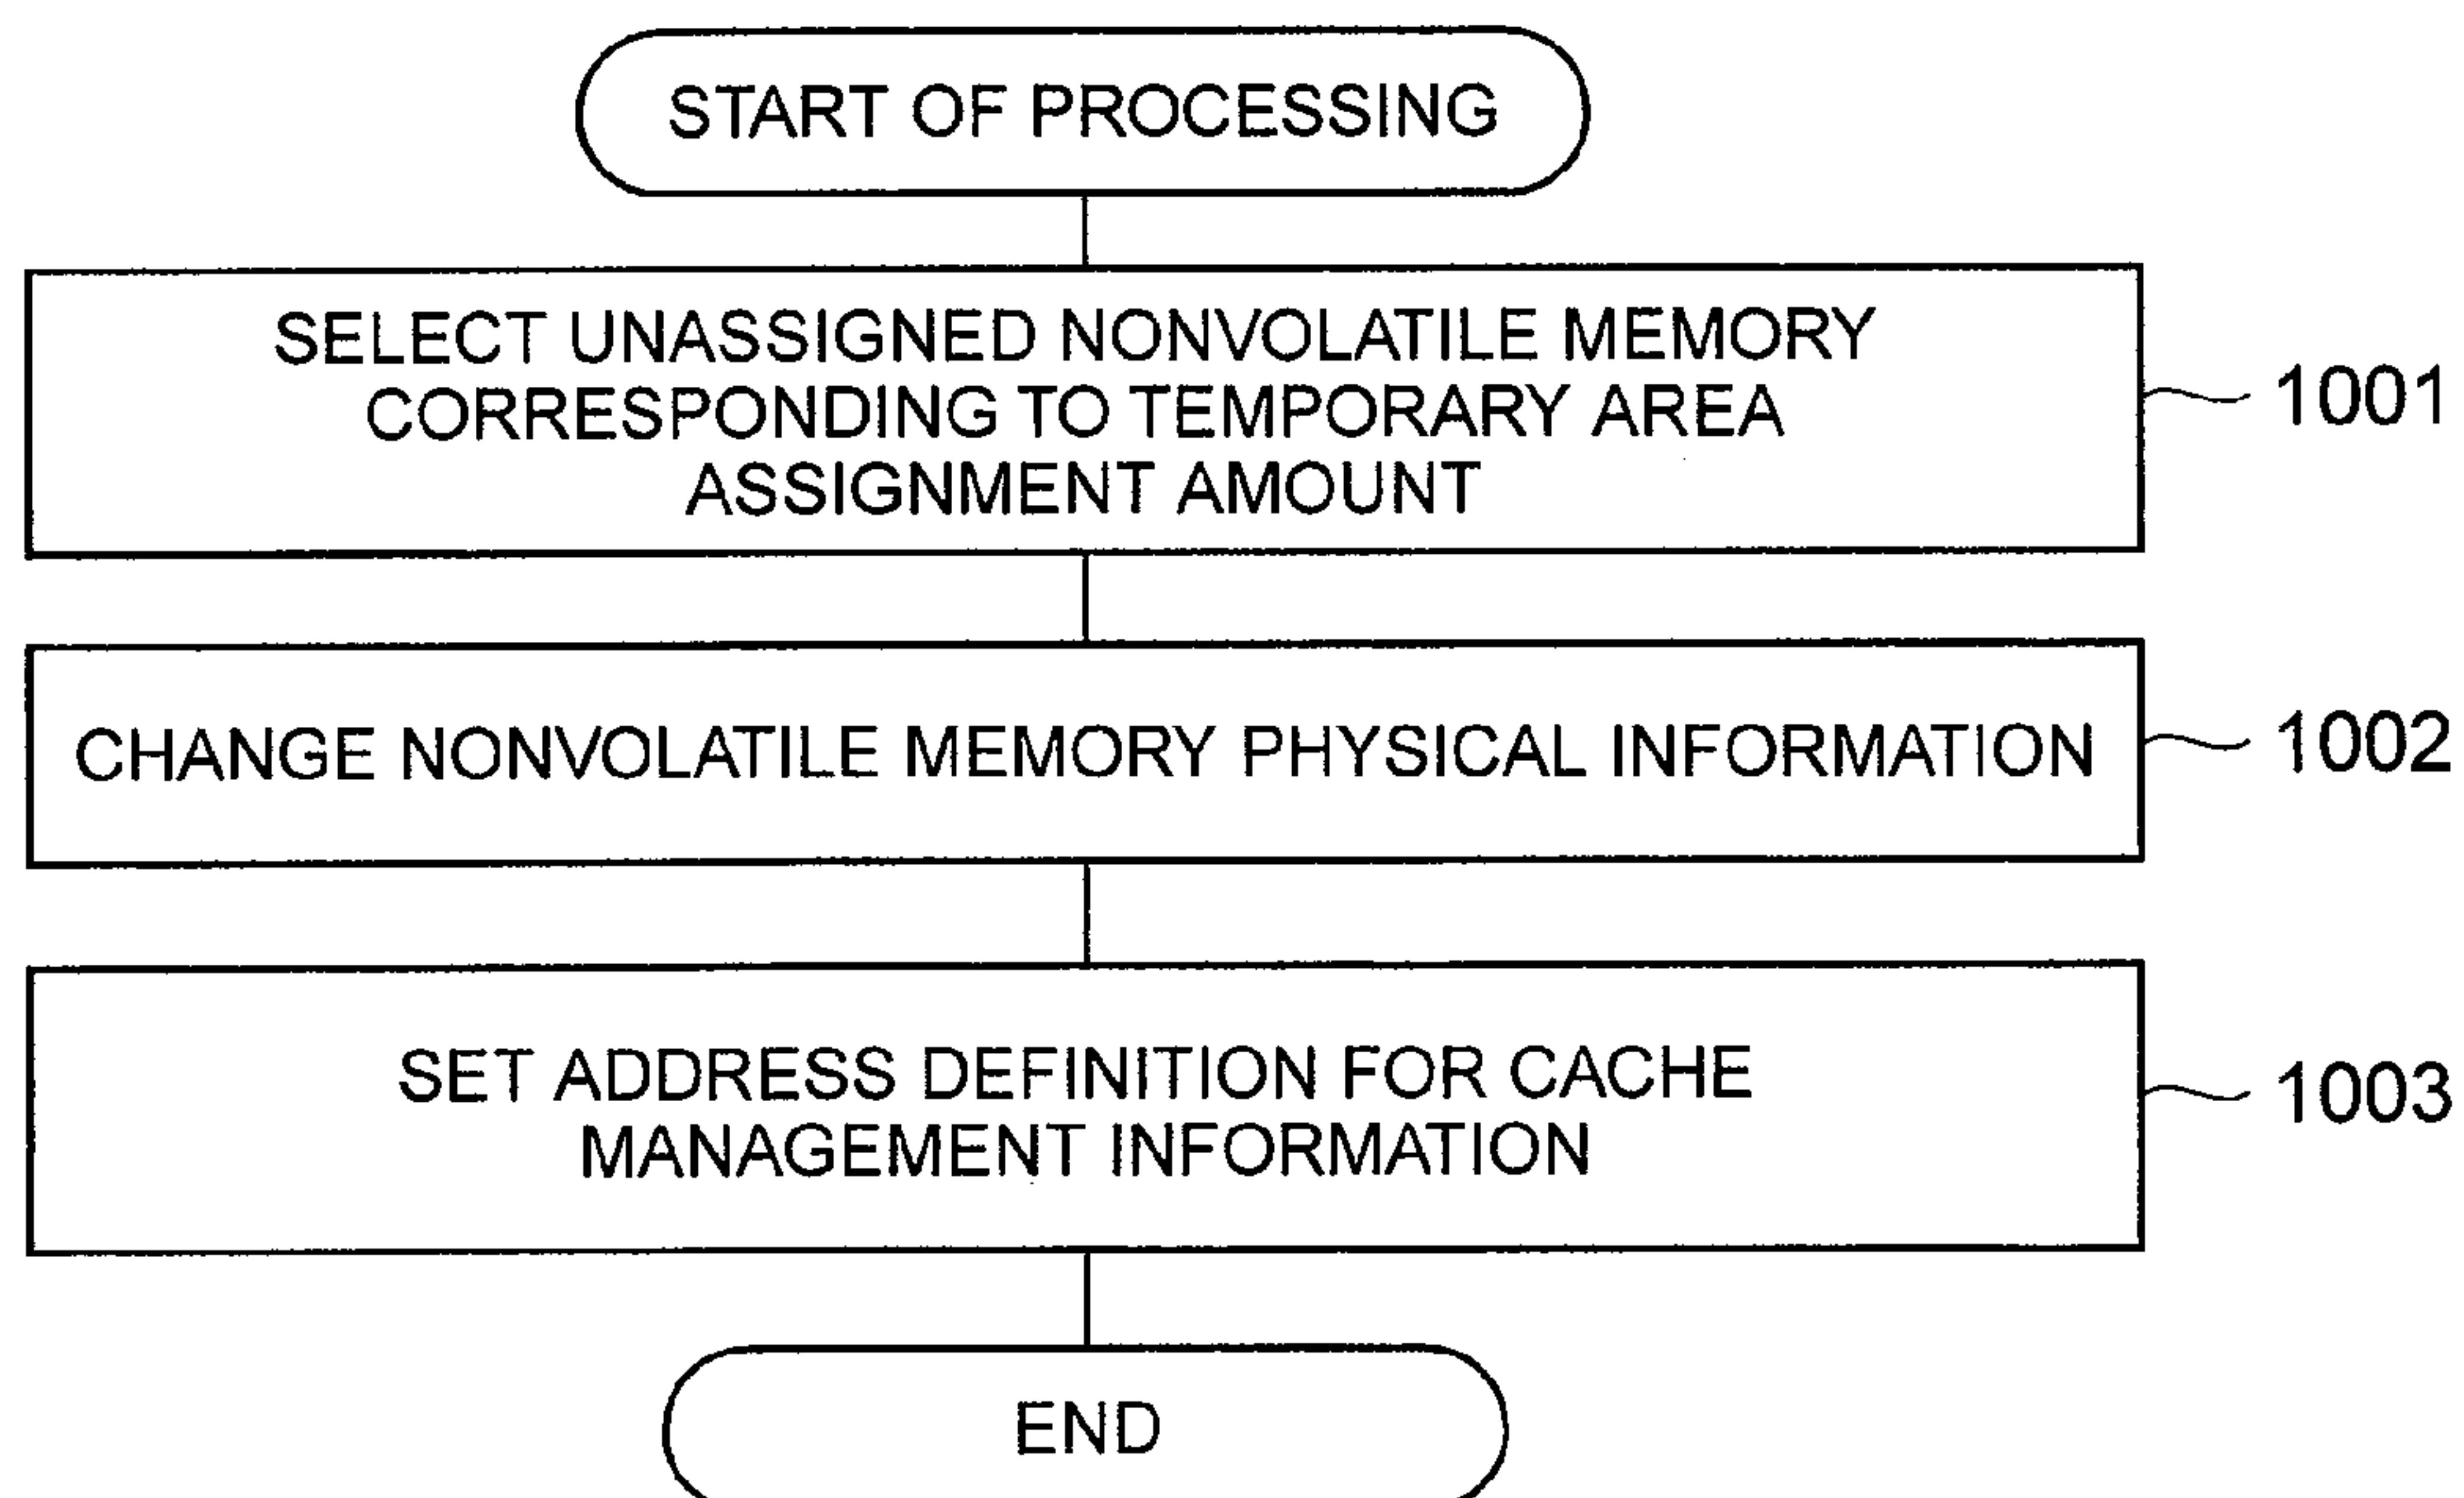 START OF PROCESSING
SELECT UNASSIGNED NONVOLATILE MEMORY
CORRESPONDING TO TEMPORARY AREA
ASSIGNMENT AMOUNT
1001
CHANGE NONVOLATILE MEMORY PHYSICAL INFORMATION
1002
SET ADDRESS DEFINITION FOR CACHE
MANAGEMENT INFORMATION
1003
END